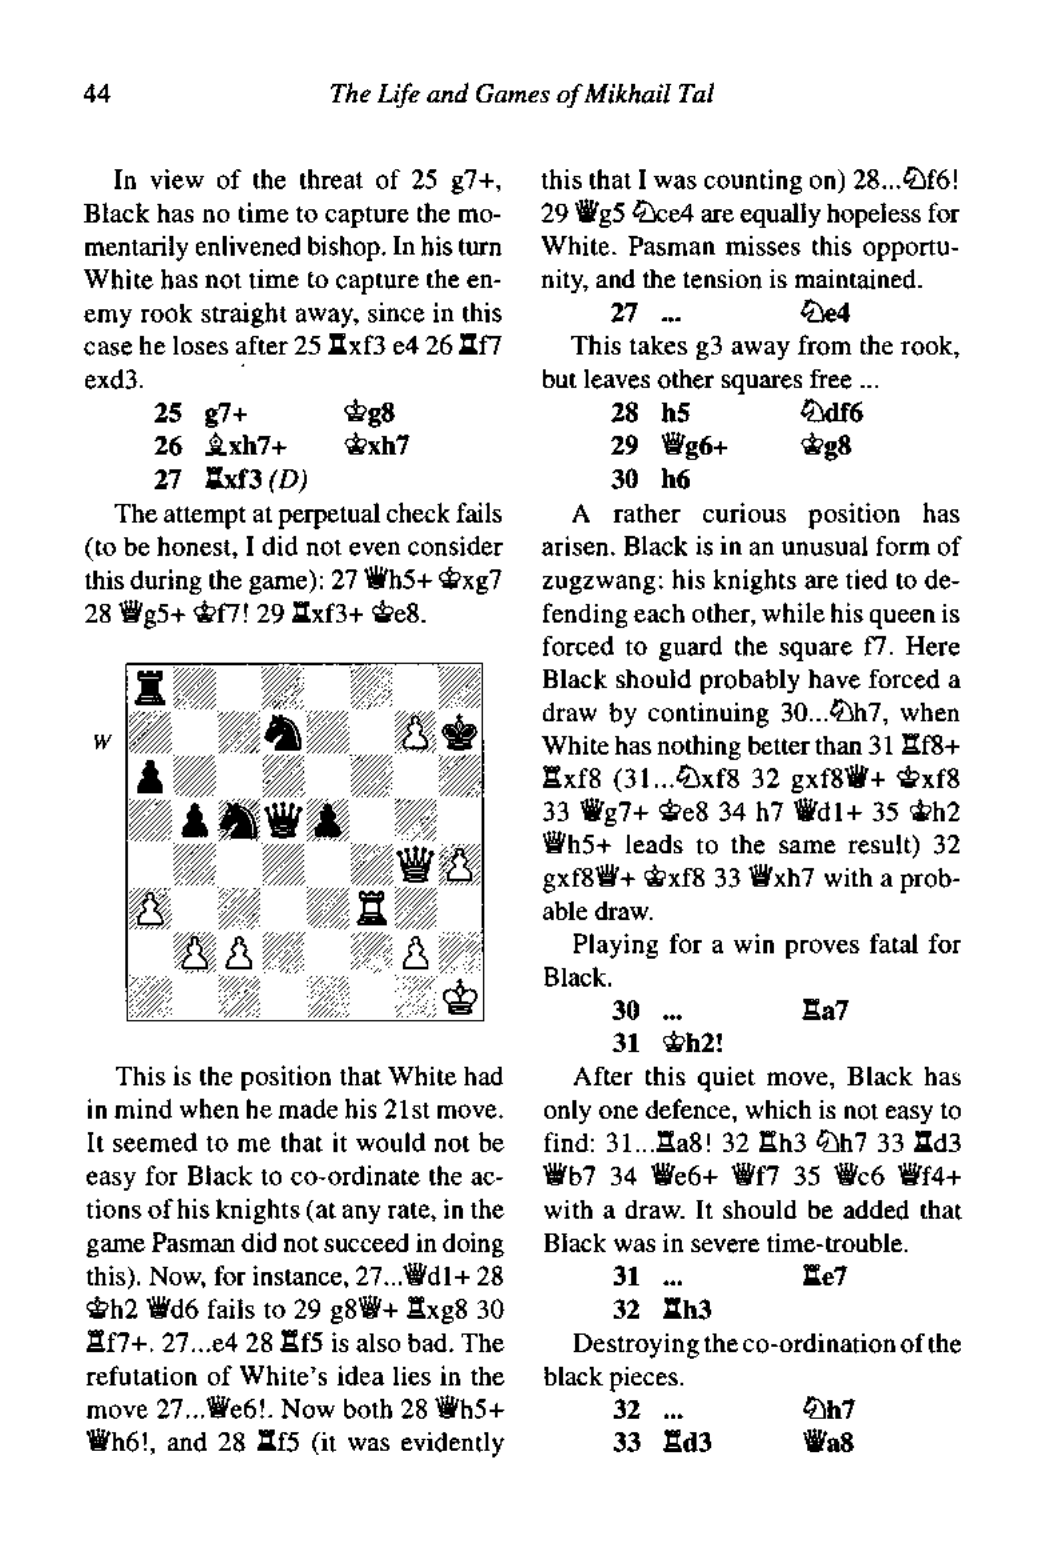 44
The Life and Games of Mikhail Tal
In view of the threat of 25 g7+,
Black has no time to capture the mo-
mentarily enlivened bishop. In his turn
White has not time to capture the en-
emy rook straight away, since in this
case he loses after 25 ♖xf3 e4 26 ♖f7
exd3.
25 g7+ ♔g8
26 ♗xh7+ ♔xh7
27 ♖xf3 (D)
The attempt at perpetual check fails
(to be honest, I did not even consider
this during the game): 27 ♕h5+ ♔xg7
28 ♕g5+ ♔f7! 29 ♖xf3+ ♔e8.
W
This is the position that White had
in mind when he made his 21st move.
It seemed to me that it would not be
easy for Black to co-ordinate the ac-
tions of his knights (at any rate, in the
game Pasman did not succeed in doing
this). Now, for instance, 27...♕d1+ 28
♔h2 ♕d6 fails to 29 g8♕+ ♖xg8 30
♖f7+. 27...e4 28 ♖f5 is also bad. The
refutation of White's idea lies in the
move 27...♕e6!. Now both 28 ♕h5+
♕h6!, and 28 ♖f5 (it was evidently
this that I was counting on) 28...♘f6!
29 ♕g5 ♘ce4 are equally hopeless for
White. Pasman misses this opportu-
nity, and the tension is maintained.
27 ... ♘e4
This takes g3 away from the rook,
but leaves other squares free ...
28 h5 ♘df6
29 ♕g6+ ♔g8
30 h6
A rather curious position has
arisen. Black is in an unusual form of
zugzwang: his knights are tied to de-
fending each other, while his queen is
forced to guard the square f7. Here
Black should probably have forced a
draw by continuing 30...♘h7, when
White has nothing better than 31 ♖f8+
♖xf8 (31...♘xf8 32 gxf8♕+ ♔xf8
33 ♕g7+ ♔e8 34 h7 ♕d1+ 35 ♔h2
♕h5+ leads to the same result) 32
gxf8♕+ ♔xf8 33 ♕xh7 with a prob-
able draw.
Playing for a win proves fatal for
Black.
30 ... ♖a7
31 ♔h2!
After this quiet move, Black has
only one defence, which is not easy to
find: 31...♖a8! 32 ♖h3 ♘h7 33 ♖d3
♕b7 34 ♕e6+ ♕f7 35 ♕c6 ♕f4+
with a draw. It should be added that
Black was in severe time-trouble.
31 ... ♖e7
32 ♖h3
Destroying the co-ordination of the
black pieces.
32 ... ♘h7
33 ♖d3 ♕a8